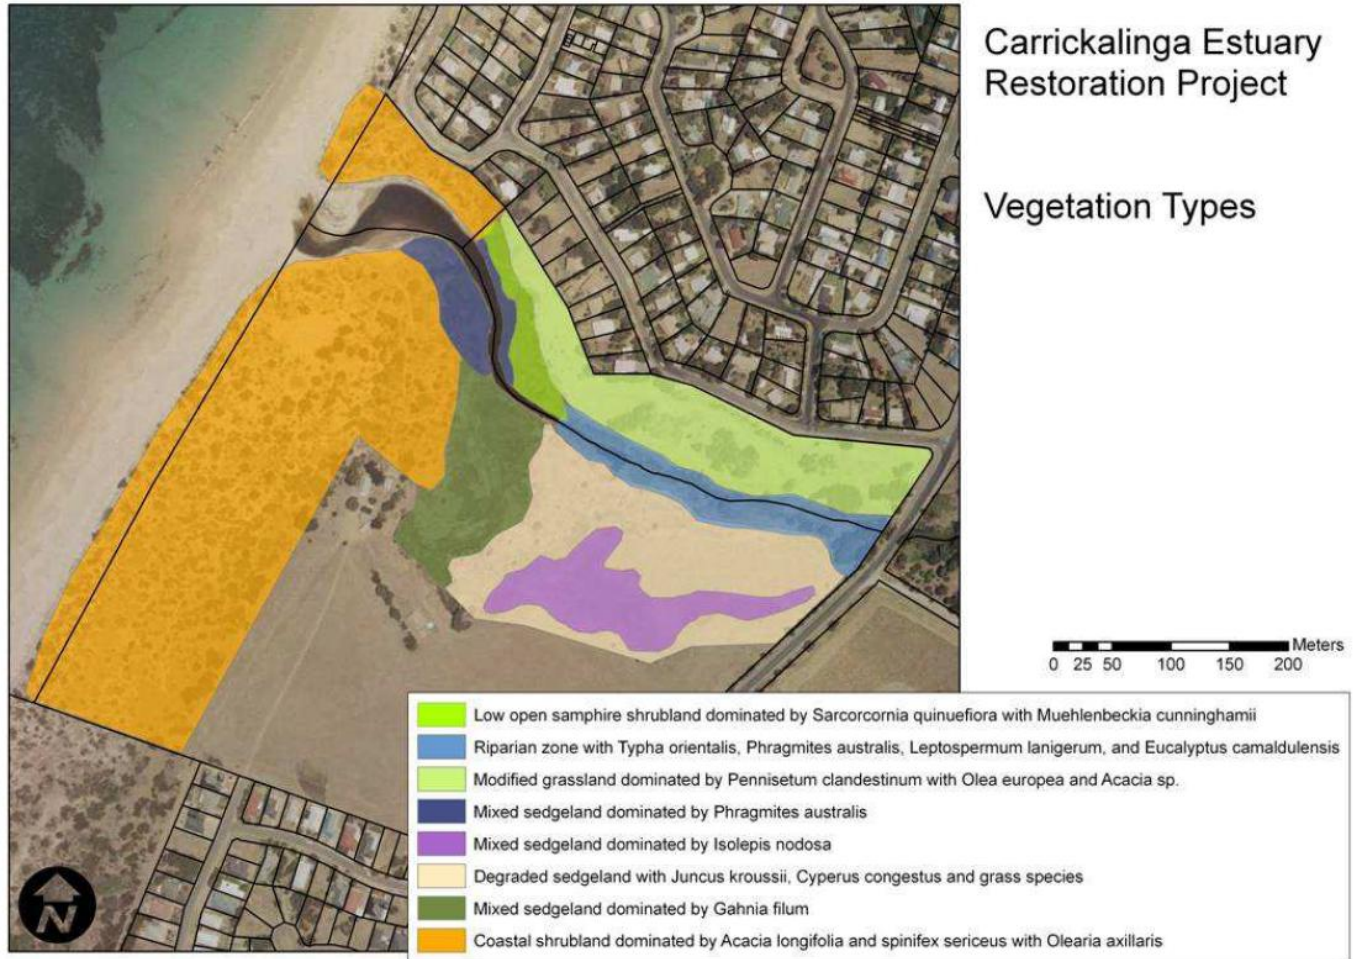 Carrickalinga Estuary
Restoration Project
Vegetation Types
Meters
0 25 50 100 150 200
Low open samphire shrubland dominated by Sarcorcornia quinuefiora with Muehlenbeckia cunninghamii
Riparian zone with Typha orientalis, Phragmites australis, Leptospermum lanigerum, and Eucalyptus camaldulensis
Modified grassland dominated by Pennisetum clandestinum with Olea europea and Acacia sp.
Mixed sedgeland dominated by Phragmites australis
Mixed sedgeland dominated by Isolepis nodosa
Degraded sedgeland with Juncus kroussii, Cyperus congestus and grass species
Mixed sedgeland dominated by Gahnia filum
Coastal shrubland dominated by Acacia longifolia and spinifex sericeus with Olearia axillaris
N